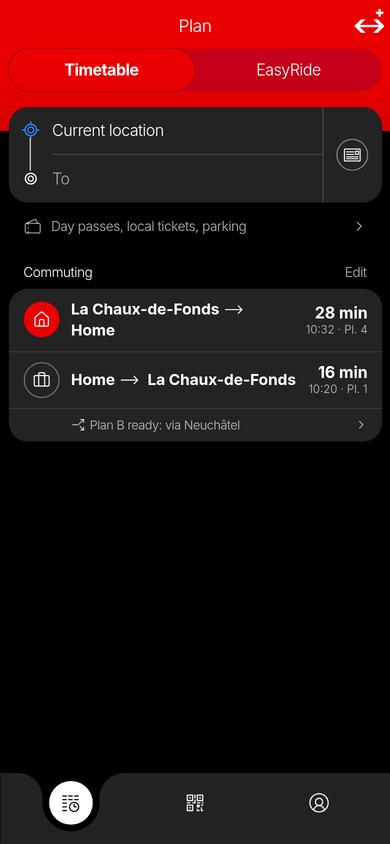 Plan
Timetable
EasyRide
Current location
To
Day passes, local tickets, parking
Commuting
Edit
La Chaux-de-Fonds →
Home
28 min
10:32 · Pl. 4
Home → La Chaux-de-Fonds
16 min
10:20 · Pl. 1
Plan B ready: via Neuchâtel